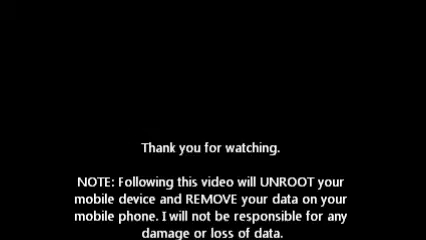 Thank you for watching.
NOTE: Following this video will UNROOT your
mobile device and REMOVE your data on your
mobile phone. I will not be responsible for any
damage or loss of data.